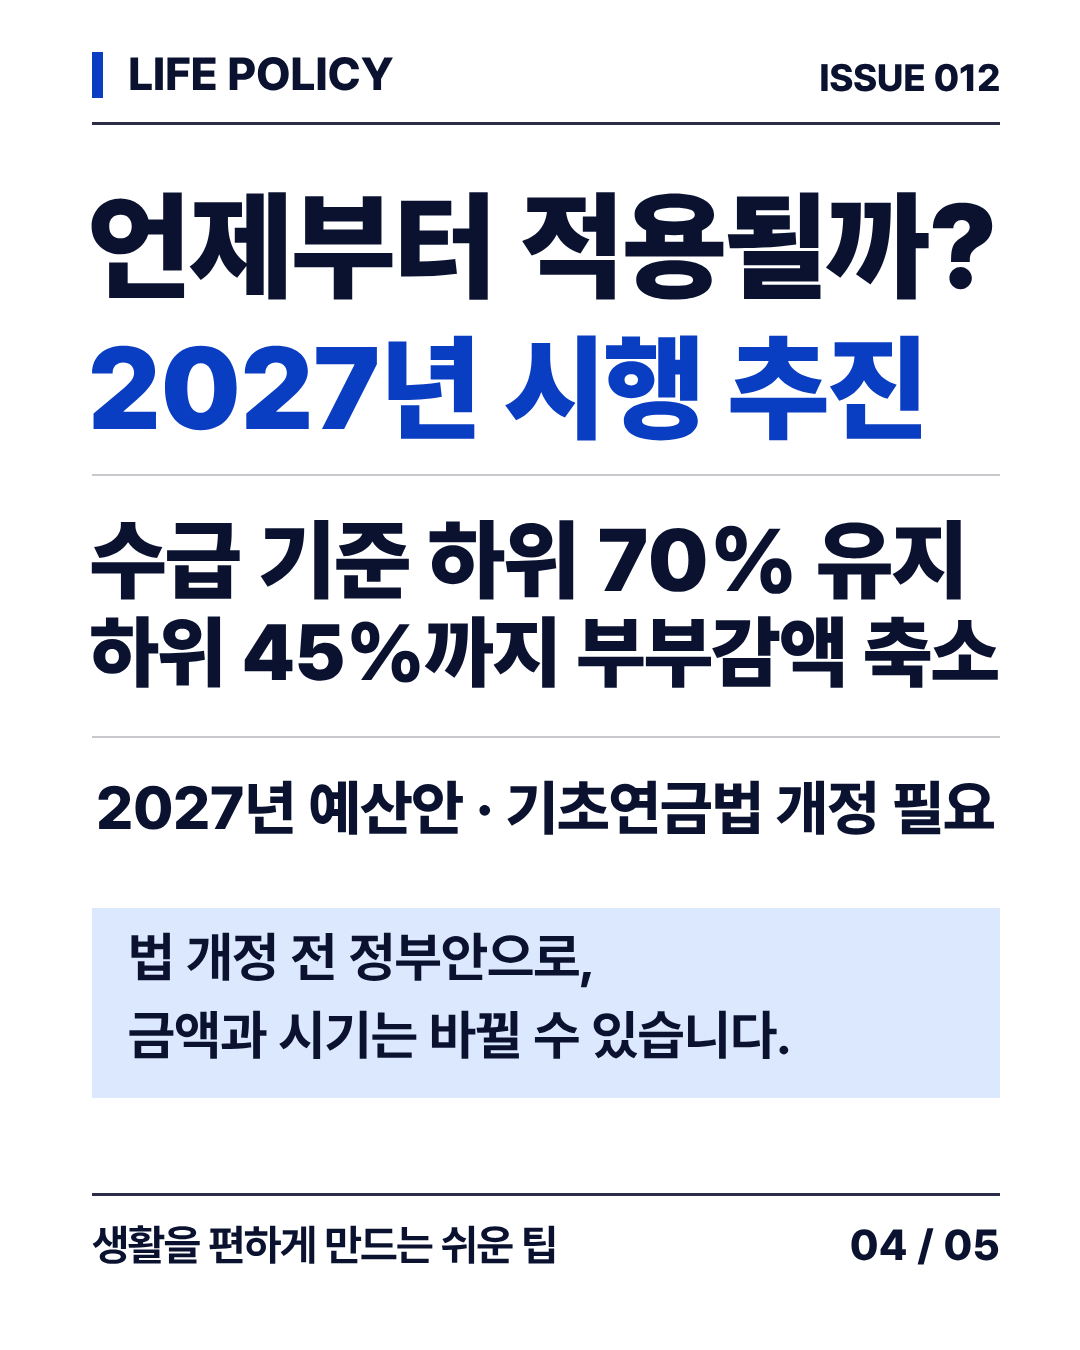 LIFE POLICY
ISSUE 012
언제부터 적용될까?
2027년 시행 추진
수급 기준 하위 70% 유지
하위 45%까지 부부감액 축소
2027년 예산안 · 기초연금법 개정 필요
법 개정 전 정부안으로,
금액과 시기는 바뀔 수 있습니다.
생활을 편하게 만드는 쉬운 팁
04 / 05